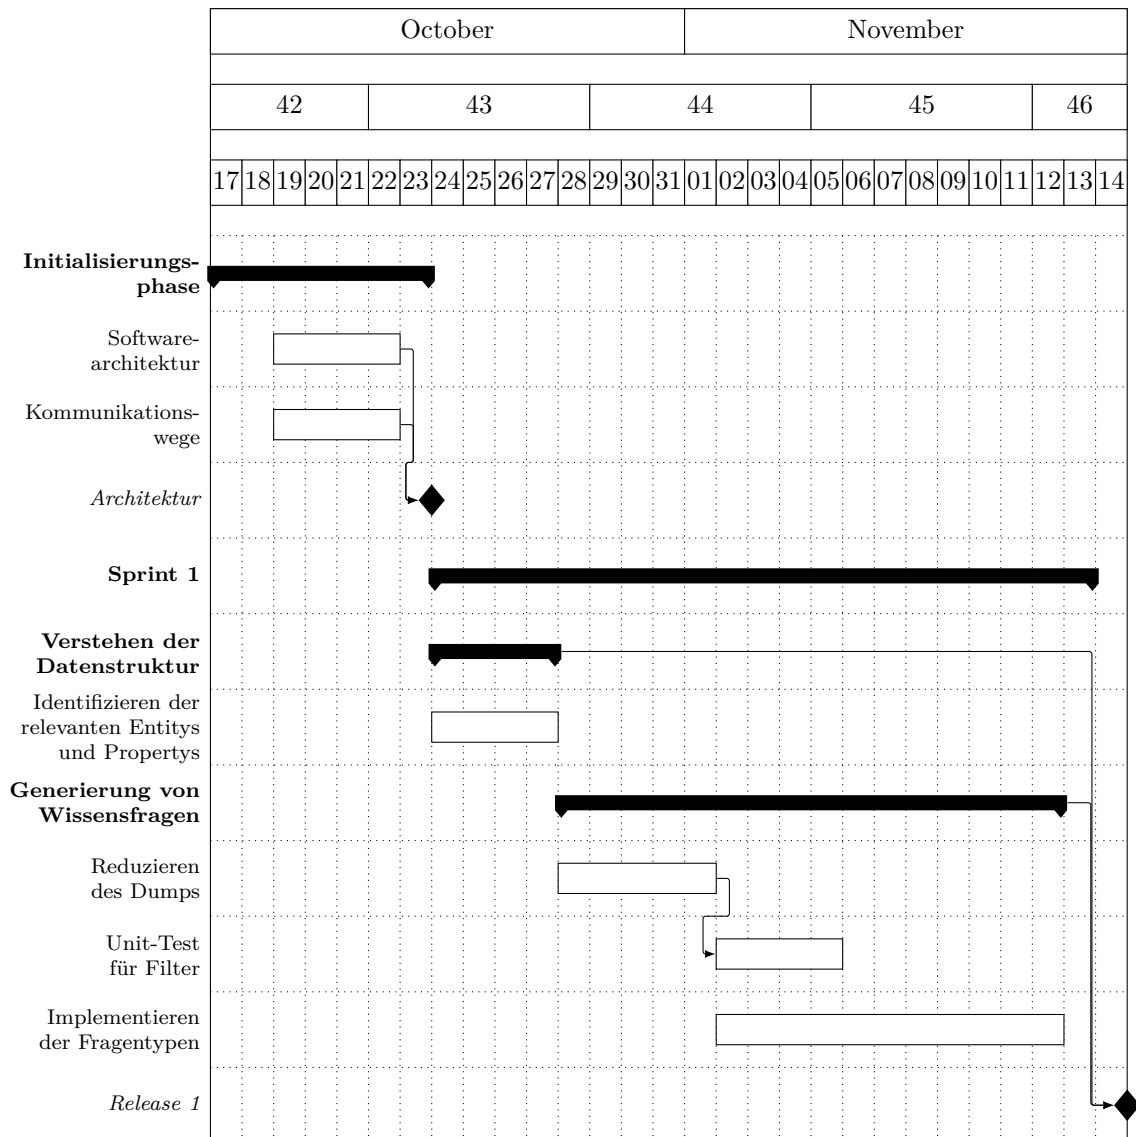 October November
42 43 44 45 46
17 18 19 20 21 22 23 24 25 26 27 28 29 30 31 01 02 03 04 05 06 07 08 09 10 11 12 13 14
Initialisierungs-
phase
Software-
architektur
Kommunikations-
wege
Architektur
Sprint 1
Verstehen der
Datenstruktur
Identifizieren der
relevanten Entitys
und Propertys
Generierung von
Wissensfragen
Reduzieren
des Dumps
Unit-Test
für Filter
Implementieren
der Fragentypen
Release 1